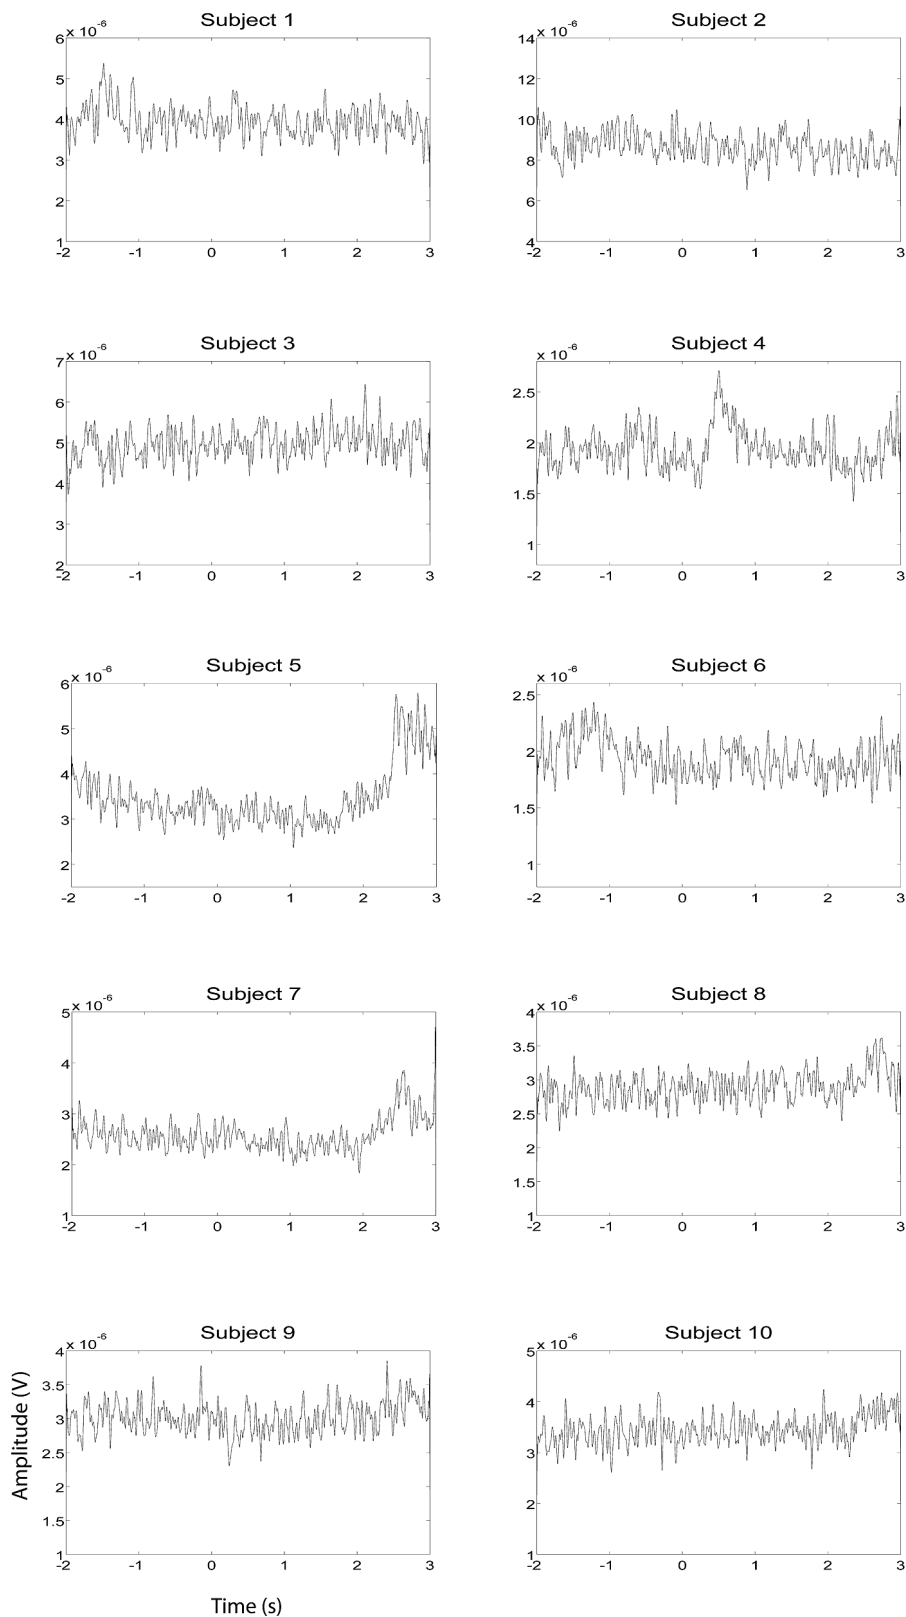 Subject 1
Subject 2
x 10-6
x 10-6
6
5
4
3
2
1
14
12
10
8
6
4
-2 -1 0 1 2 3
-2 -1 0 1 2 3
Subject 3
Subject 4
x 10-6
x 10-6
7
6
5
4
3
2
2.5
2
1.5
1
-2 -1 0 1 2 3
-2 -1 0 1 2 3
Subject 5
Subject 6
x 10-6
x 10-6
6
5
4
3
2
2.5
2
1.5
1
-2 -1 0 1 2 3
-2 -1 0 1 2 3
Subject 7
Subject 8
x 10-6
x 10-6
5
4
3
2
1
4
3.5
3
2.5
2
1.5
1
-2 -1 0 1 2 3
-2 -1 0 1 2 3
Subject 9
Subject 10
x 10-6
x 10-6
4
3.5
3
2.5
2
1.5
1
5
4
3
2
1
-2 -1 0 1 2 3
-2 -1 0 1 2 3
Amplitude (V)
Time (s)